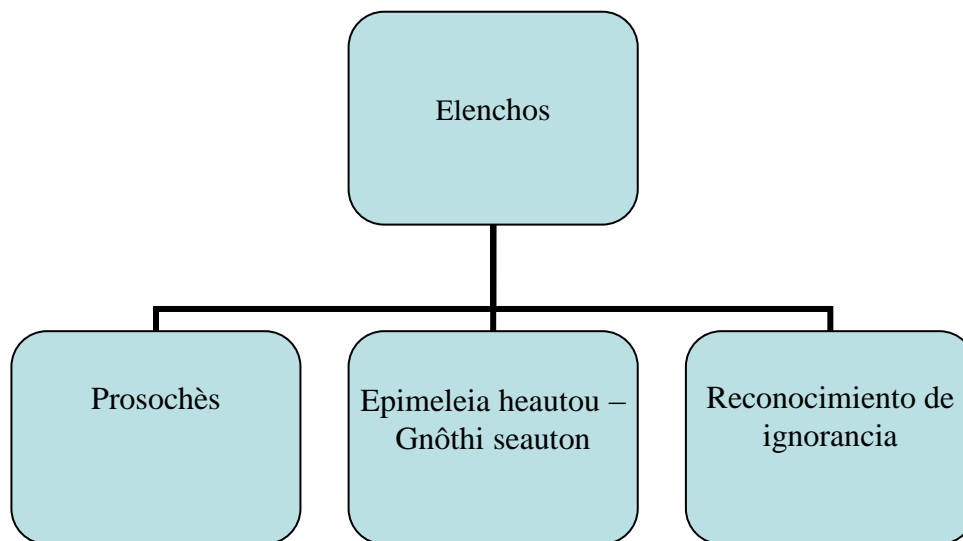 Elenchos
Prosochès
Epimeleia heautou –
Gnôthi seauton
Reconocimiento de
ignorancia